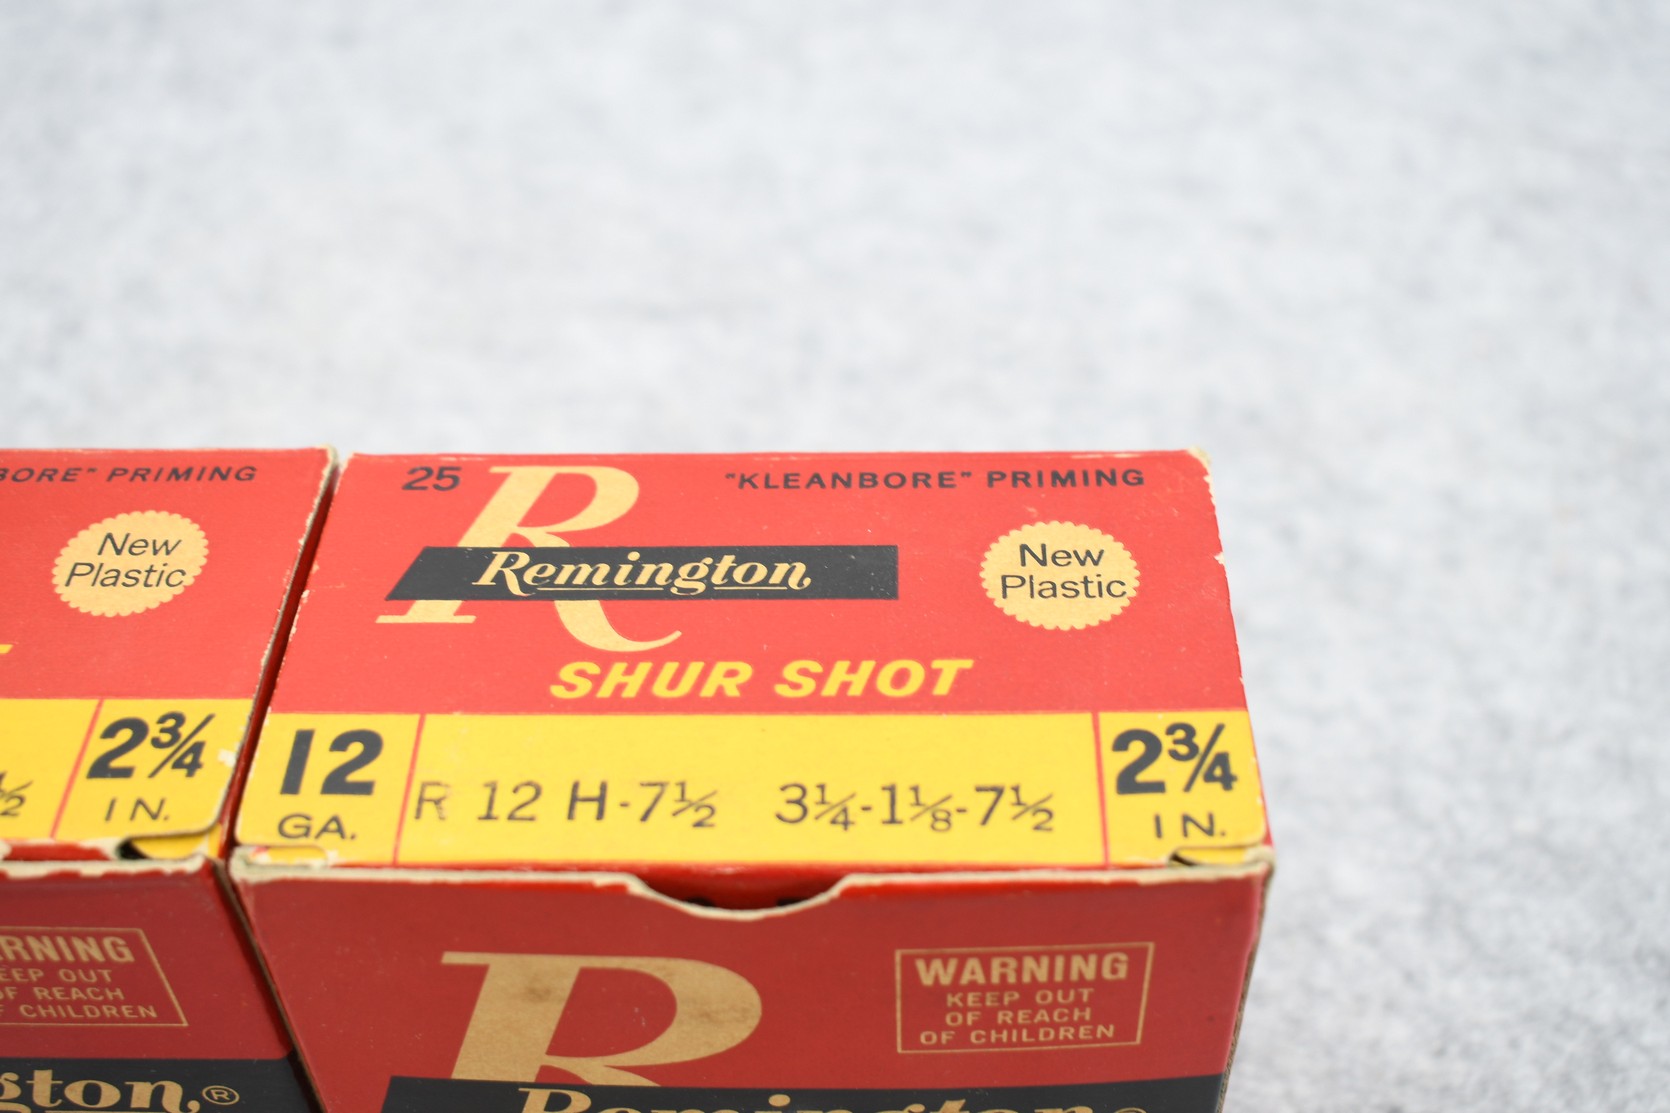 PRIMING
New
Plastic
2¾
IN.
KEEP OUT
OF REACH
OF CHILDREN
25
"KLEANBORE" PRIMING
R
Remington
New
Plastic
SHUR SHOT
12
GA.
R 12 H-7½ 3¼-1⅛-7½
2¾
IN.
R
WARNING
KEEP OUT
OF REACH
OF CHILDREN
Remington